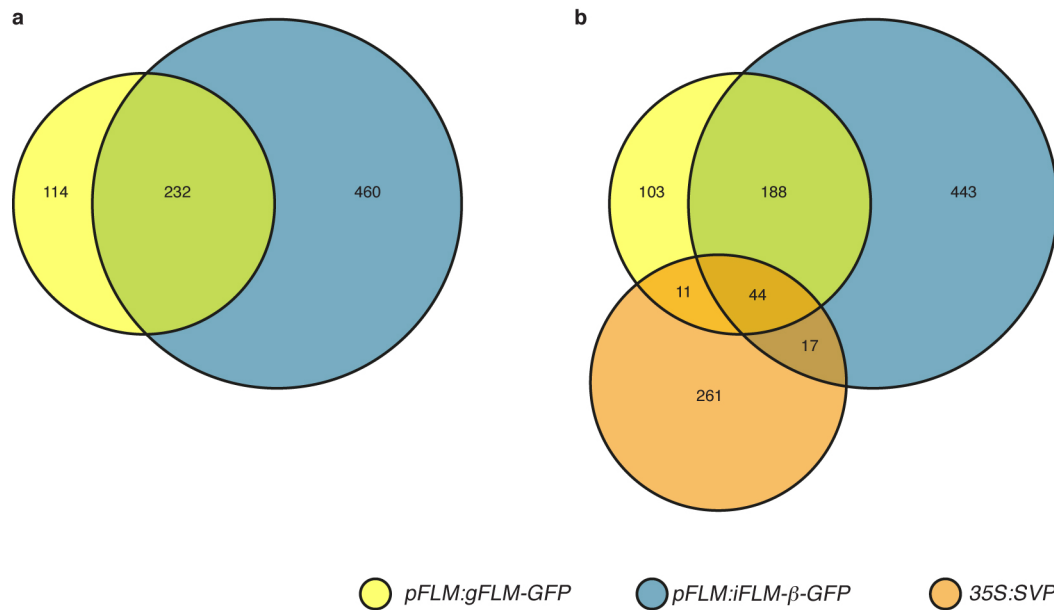 a
b
114
232
460
103
188
443
11
44
17
261
pFLM:gFLM-GFP
pFLM:iFLM-β-GFP
35S:SVP